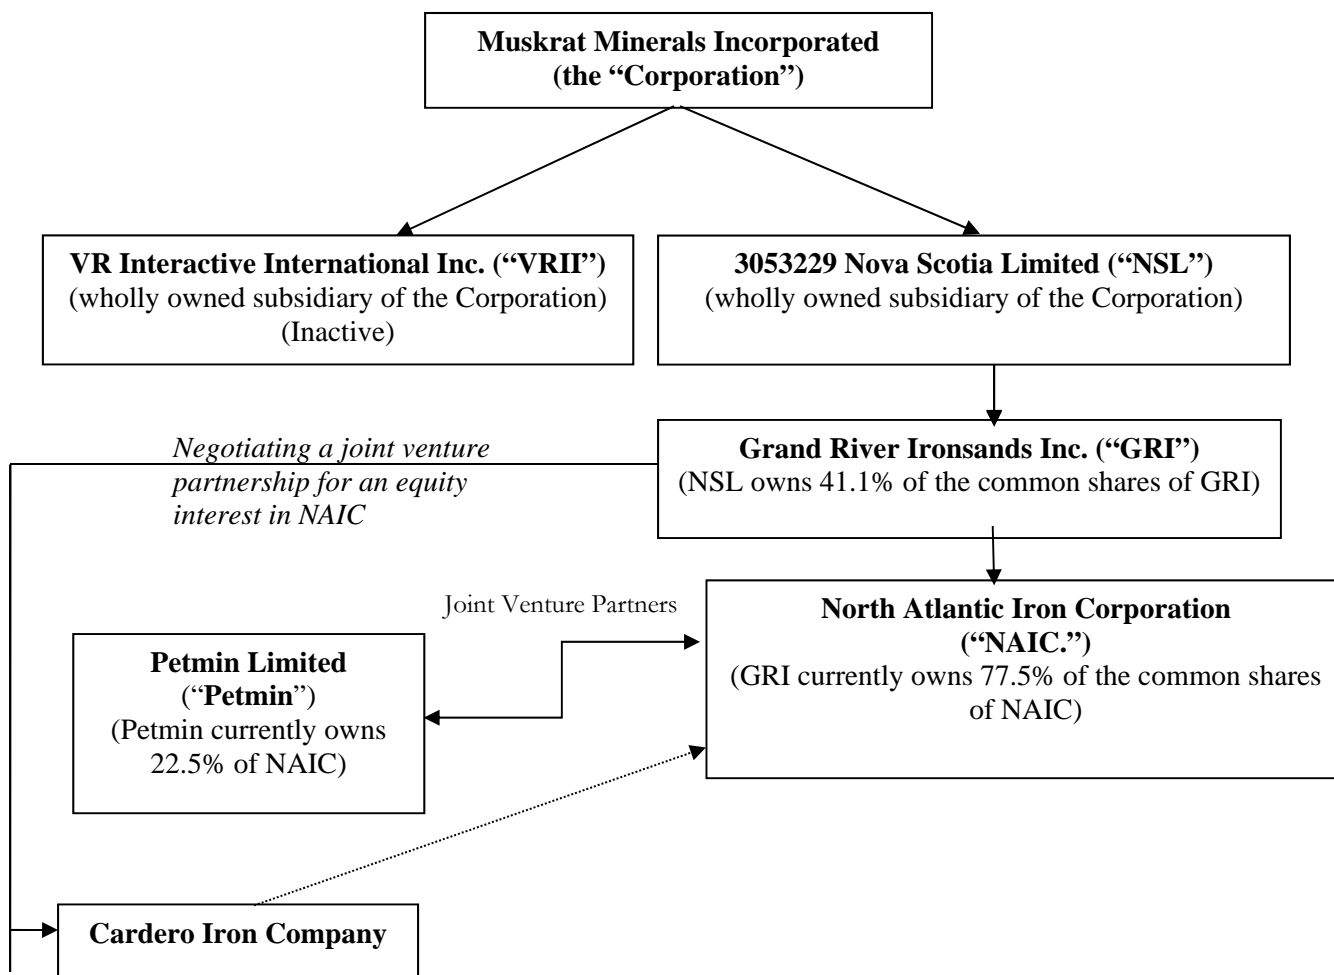 Muskrat Minerals Incorporated
(the “Corporation”)
VR Interactive International Inc. (“VRII”)
(wholly owned subsidiary of the Corporation)
(Inactive)
3053229 Nova Scotia Limited (“NSL”)
(wholly owned subsidiary of the Corporation)
Negotiating a joint venture
partnership for an equity
interest in NAIC
Grand River Ironsands Inc. (“GRI”)
(NSL owns 41.1% of the common shares of GRI)
Joint Venture Partners
North Atlantic Iron Corporation
(“NAIC.”)
(GRI currently owns 77.5% of the common shares
of NAIC)
Petmin Limited
(“Petmin”)
(Petmin currently owns
22.5% of NAIC)
Cardero Iron Company